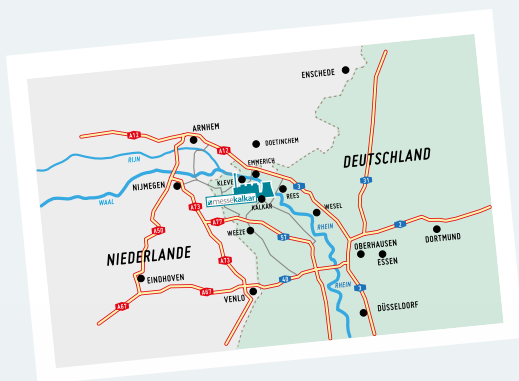 ENSCHEDE
A12
ARNHEM
DOETINCHEM
A12
RIJN
EMMERICH
DEUTSCHLAND
NIJMEGEN
KLEVE
3
31
WAAL
messekalkar
KALKAR
REES
A73
WESEL
A77
A50
WEEZE
57
RHEIN
2
DORTMUND
NIEDERLANDE
OBERHAUSEN
ESSEN
A73
EINDHOVEN
40
A67
RHEIN
3
VENLO
A67
DÜSSELDORF